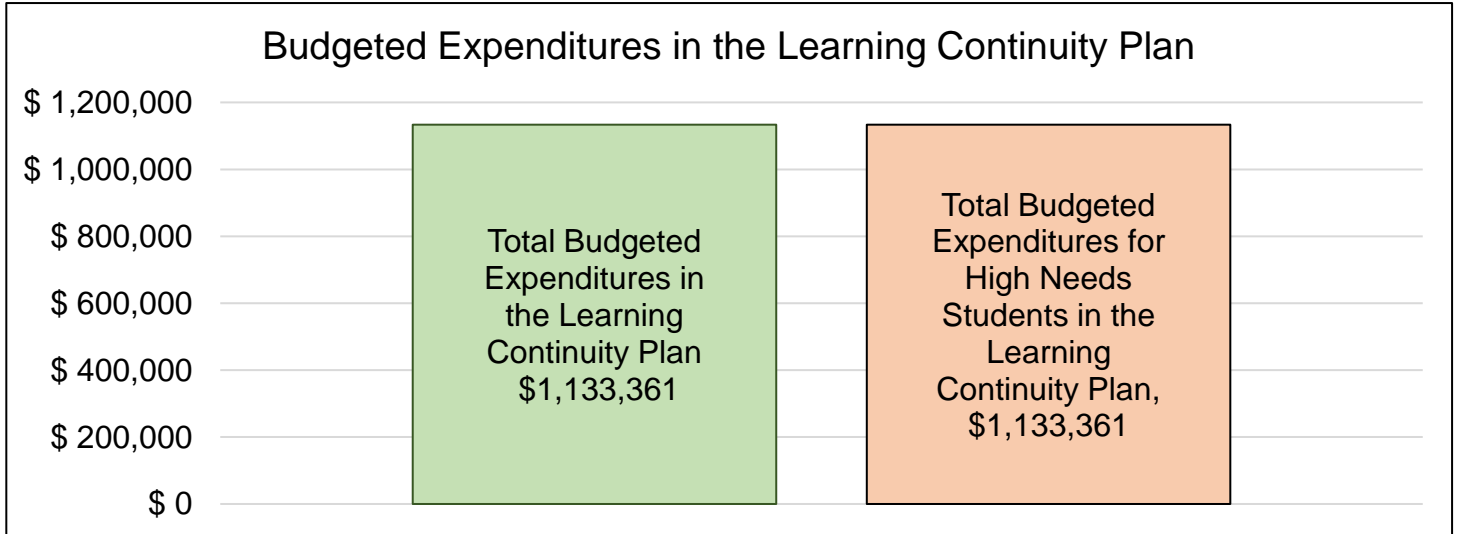 Budgeted Expenditures in the Learning Continuity Plan
$ 1,200,000
$ 1,000,000
$ 800,000
$ 600,000
$ 400,000
$ 200,000
$ 0
Total Budgeted
Expenditures in
the Learning
Continuity Plan
$1,133,361
Total Budgeted
Expenditures for
High Needs
Students in the
Learning
Continuity Plan,
$1,133,361